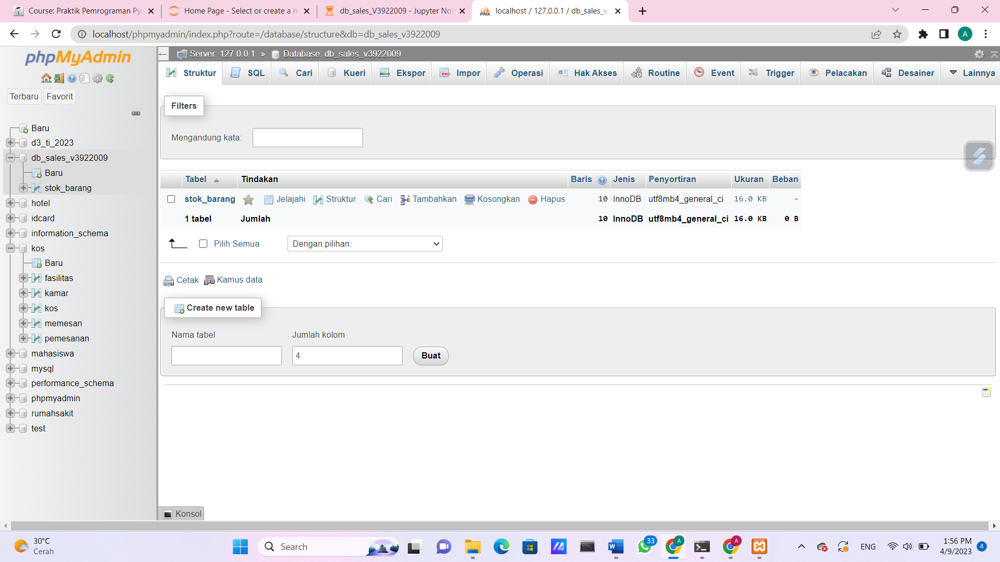 Course: Praktik Pemrograman Py
Home Page - Select or create a n
db_sales_V3922009 - Jupyter Not
localhost / 127.0.0.1 / db_sales_v
localhost/phpmyadmin/index.php?route=/database/structure&db=db_sales_v3922009
A
phpMyAdmin
Terbaru
Favorit
Baru
d3_ti_2023
db_sales_v3922009
Baru
stok_barang
hotel
idcard
information_schema
kos
Baru
fasilitas
kamar
kos
memesan
pemesanan
mahasiswa
mysql
performance_schema
phpmyadmin
rumahsakit
test
Server: 127.0.0.1 » Database: db_sales_v3922009
Struktur SQL Cari Kueri Ekspor Impor Operasi Hak Akses Routine Event Trigger Pelacakan Desainer Lainnya
Filters
Mengandung kata:
Tabel Tindakan Baris Jenis Penyortiran Ukuran Beban
stok_barang Jelajahi Struktur Cari Tambahkan Kosongkan Hapus 10 InnoDB utf8mb4_general_ci 16.0 KB -
1 tabel Jumlah 10 InnoDB utf8mb4_general_ci 16.0 KB 0 B
Pilih Semua Dengan pilihan:
Cetak Kamus data
Create new table
Nama tabel Jumlah kolom
4 Buat
Konsol
30°C
Cerah
Search
33
A
A
ENG
1:56 PM
4/9/2023
4